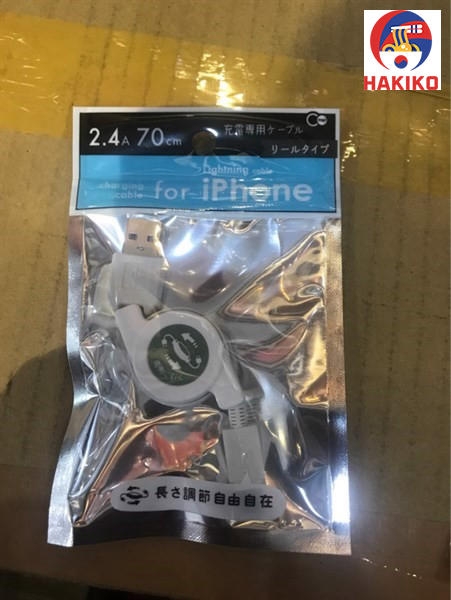 HAKIKO
2.4A 70cm
充電専用ケーブル
リールタイプ
Lightning cable
charging
cable
for iPhone
長さ調節自由自在